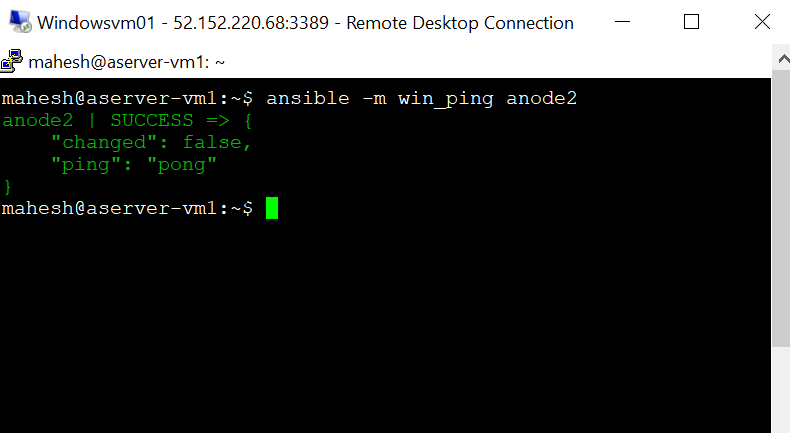 Windowsvm01 - 52.152.220.68:3389 - Remote Desktop Connection
mahesh@aserver-vm1: ~
mahesh@aserver-vm1:~$ ansible -m win_ping anode2
anode2 | SUCCESS => {
    "changed": false,
    "ping": "pong"
}
mahesh@aserver-vm1:~$